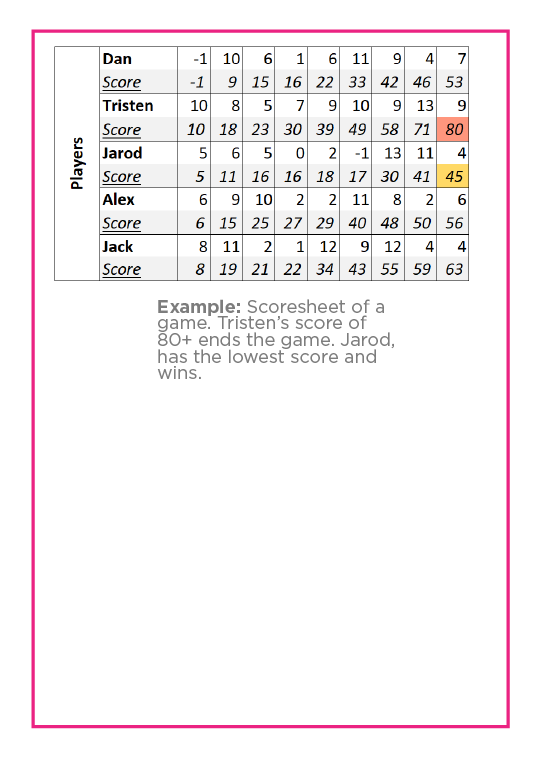 Players
Dan -1 10 6 1 6 11 9 4 7
Score -1 9 15 16 22 33 42 46 53
Tristen 10 8 5 7 9 10 9 13 9
Score 10 18 23 30 39 49 58 71 80
Jarod 5 6 5 0 2 -1 13 11 4
Score 5 11 16 16 18 17 30 41 45
Alex 6 9 10 2 2 11 8 2 6
Score 6 15 25 27 29 40 48 50 56
Jack 8 11 2 1 12 9 12 4 4
Score 8 19 21 22 34 43 55 59 63
Example: Scoresheet of a
game. Tristen's score of
80+ ends the game. Jarod,
has the lowest score and
wins.